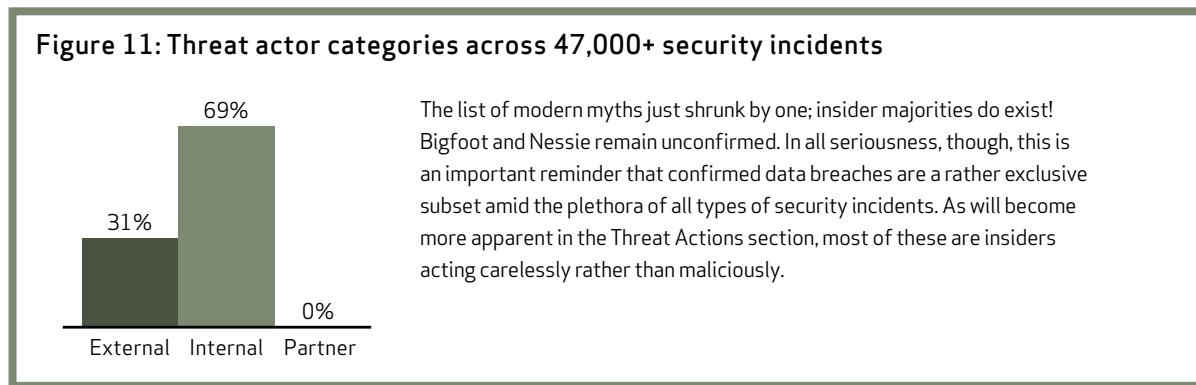 Figure 11: Threat actor categories across 47,000+ security incidents
69%
31%
0%
External Internal Partner
The list of modern myths just shrunk by one; insider majorities do exist!
Bigfoot and Nessie remain unconfirmed. In all seriousness, though, this is
an important reminder that confirmed data breaches are a rather exclusive
subset amid the plethora of all types of security incidents. As will become
more apparent in the Threat Actions section, most of these are insiders
acting carelessly rather than maliciously.